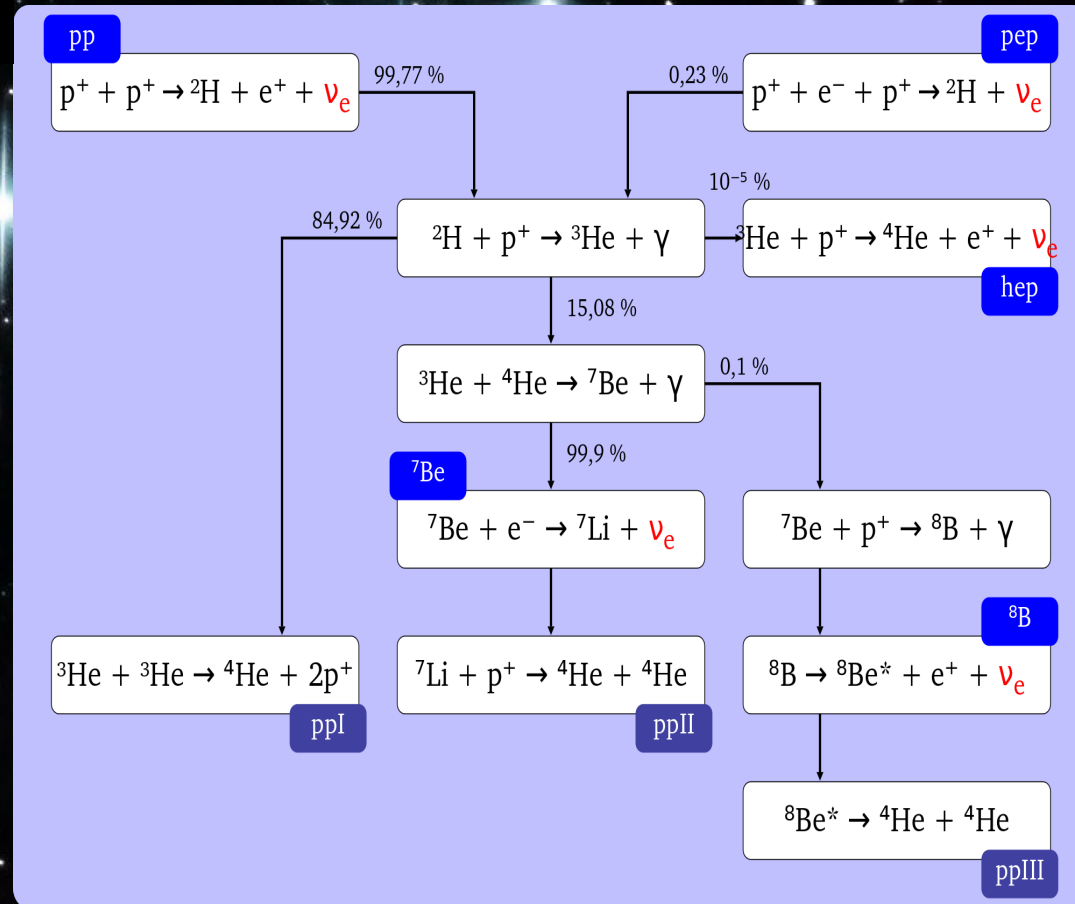 pp
pep
p⁺ + p⁺ → ²H + e⁺ + νₑ
99,77 %
0,23 %
p⁺ + e⁻ + p⁺ → ²H + νₑ
10⁻⁵ %
84,92 %
²H + p⁺ → ³He + γ
³He + p⁺ → ⁴He + e⁺ + νₑ
hep
15,08 %
³He + ⁴He → ⁷Be + γ
0,1 %
99,9 %
⁷Be
⁷Be + e⁻ → ⁷Li + νₑ
⁷Be + p⁺ → ⁸B + γ
⁸B
³He + ³He → ⁴He + 2p⁺
⁷Li + p⁺ → ⁴He + ⁴He
⁸B → ⁸Be* + e⁺ + νₑ
ppI
ppII
⁸Be* → ⁴He + ⁴He
ppIII